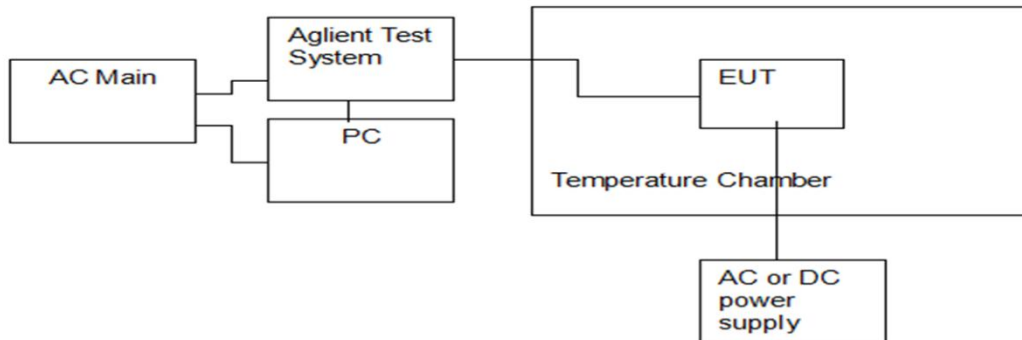 AC Main
Aglient Test
System
PC
EUT
Temperature Chamber
AC or DC
power
supply